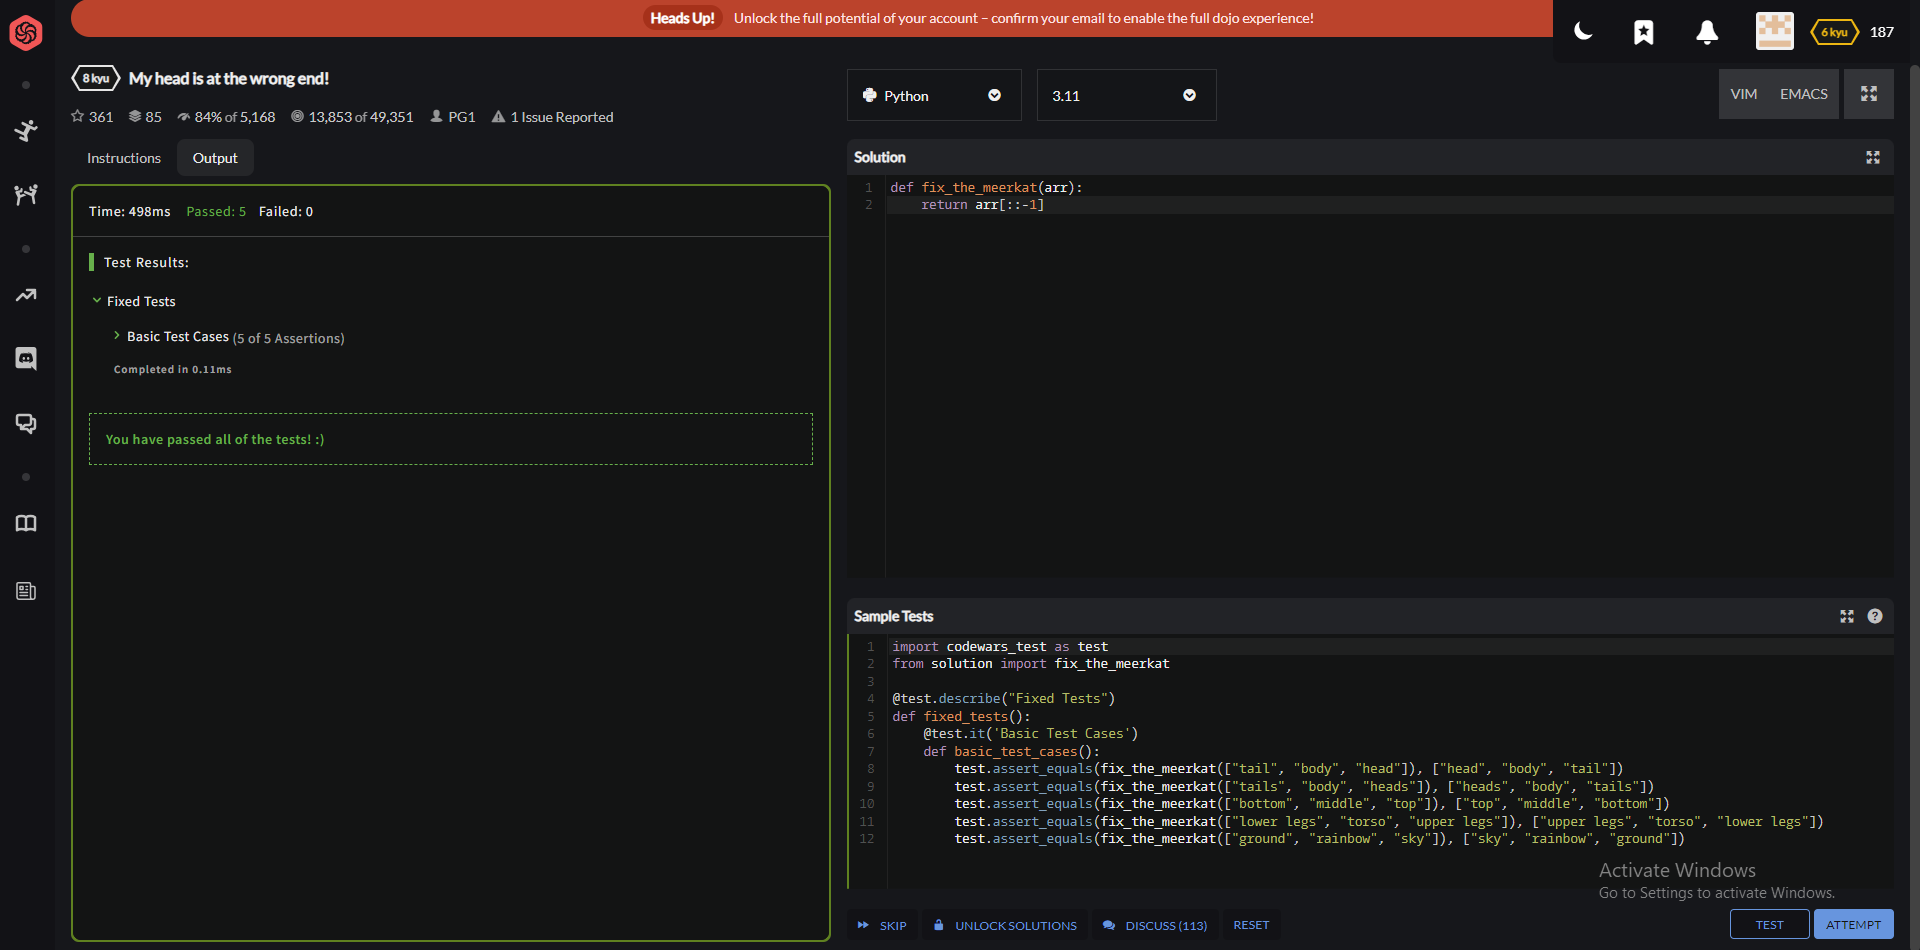 Heads Up! Unlock the full potential of your account – confirm your email to enable the full dojo experience!
6 kyu 187
8 kyu My head is at the wrong end!
361 85 84% of 5,168 13,853 of 49,351 PG1 1 Issue Reported
Instructions Output
Time: 498ms Passed: 5 Failed: 0
Test Results:
Fixed Tests
Basic Test Cases (5 of 5 Assertions)
Completed in 0.11ms
You have passed all of the tests! :)
Python 3.11 VIM EMACS
Solution
1 def fix_the_meerkat(arr):
2     return arr[::-1]
Sample Tests
1 import codewars_test as test
2 from solution import fix_the_meerkat
3
4 @test.describe("Fixed Tests")
5 def fixed_tests():
6     @test.it('Basic Test Cases')
7     def basic_test_cases():
8         test.assert_equals(fix_the_meerkat(["tail", "body", "head"]), ["head", "body", "tail"])
9         test.assert_equals(fix_the_meerkat(["tails", "body", "heads"]), ["heads", "body", "tails"])
10         test.assert_equals(fix_the_meerkat(["bottom", "middle", "top"]), ["top", "middle", "bottom"])
11         test.assert_equals(fix_the_meerkat(["lower legs", "torso", "upper legs"]), ["upper legs", "torso", "lower legs"])
12         test.assert_equals(fix_the_meerkat(["ground", "rainbow", "sky"]), ["sky", "rainbow", "ground"])
Activate Windows
Go to Settings to activate Windows.
SKIP UNLOCK SOLUTIONS DISCUSS (113) RESET TEST ATTEMPT